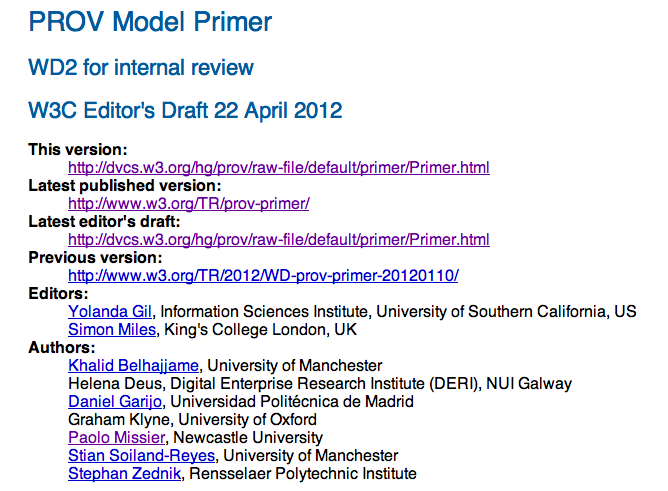 PROV Model Primer
WD2 for internal review
W3C Editor's Draft 22 April 2012
This version:
http://dvcs.w3.org/hg/prov/raw-file/default/primer/Primer.html
Latest published version:
http://www.w3.org/TR/prov-primer/
Latest editor's draft:
http://dvcs.w3.org/hg/prov/raw-file/default/primer/Primer.html
Previous version:
http://www.w3.org/TR/2012/WD-prov-primer-20120110/
Editors:
Yolanda Gil, Information Sciences Institute, University of Southern California, US
Simon Miles, King's College London, UK
Authors:
Khalid Belhajjame, University of Manchester
Helena Deus, Digital Enterprise Research Institute (DERI), NUI Galway
Daniel Garijo, Universidad Politécnica de Madrid
Graham Klyne, University of Oxford
Paolo Missier, Newcastle University
Stian Soiland-Reyes, University of Manchester
Stephan Zednik, Rensselaer Polytechnic Institute